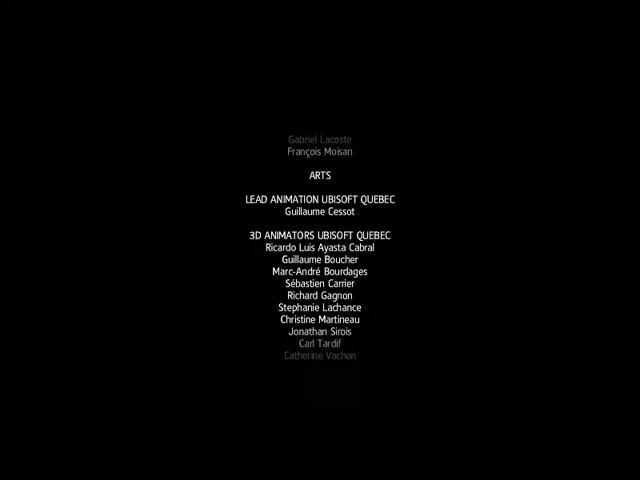 Gabriel Lacoste
François Moisan
ARTS
LEAD ANIMATION UBISOFT QUEBEC
Guillaume Cessot
3D ANIMATORS UBISOFT QUEBEC
Ricardo Luis Ayasta Cabral
Guillaume Boucher
Marc-André Bourdages
Sébastien Carrier
Richard Gagnon
Stephanie Lachance
Christine Martineau
Jonathan Sirois
Carl Tardif
Catherine Vachon